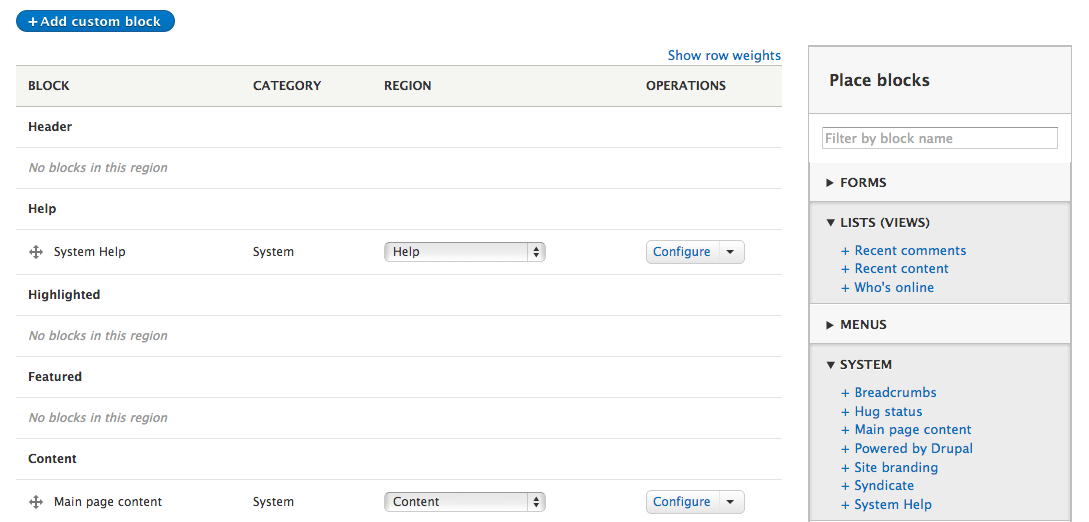 +Add custom block
Show row weights
BLOCK CATEGORY REGION OPERATIONS
Header
No blocks in this region
Help
System Help System Help Configure
Highlighted
No blocks in this region
Featured
No blocks in this region
Content
Main page content System Content Configure
Place blocks
Filter by block name
FORMS
LISTS (VIEWS)
+ Recent comments
+ Recent content
+ Who's online
MENUS
SYSTEM
+ Breadcrumbs
+ Hug status
+ Main page content
+ Powered by Drupal
+ Site branding
+ Syndicate
+ System Help